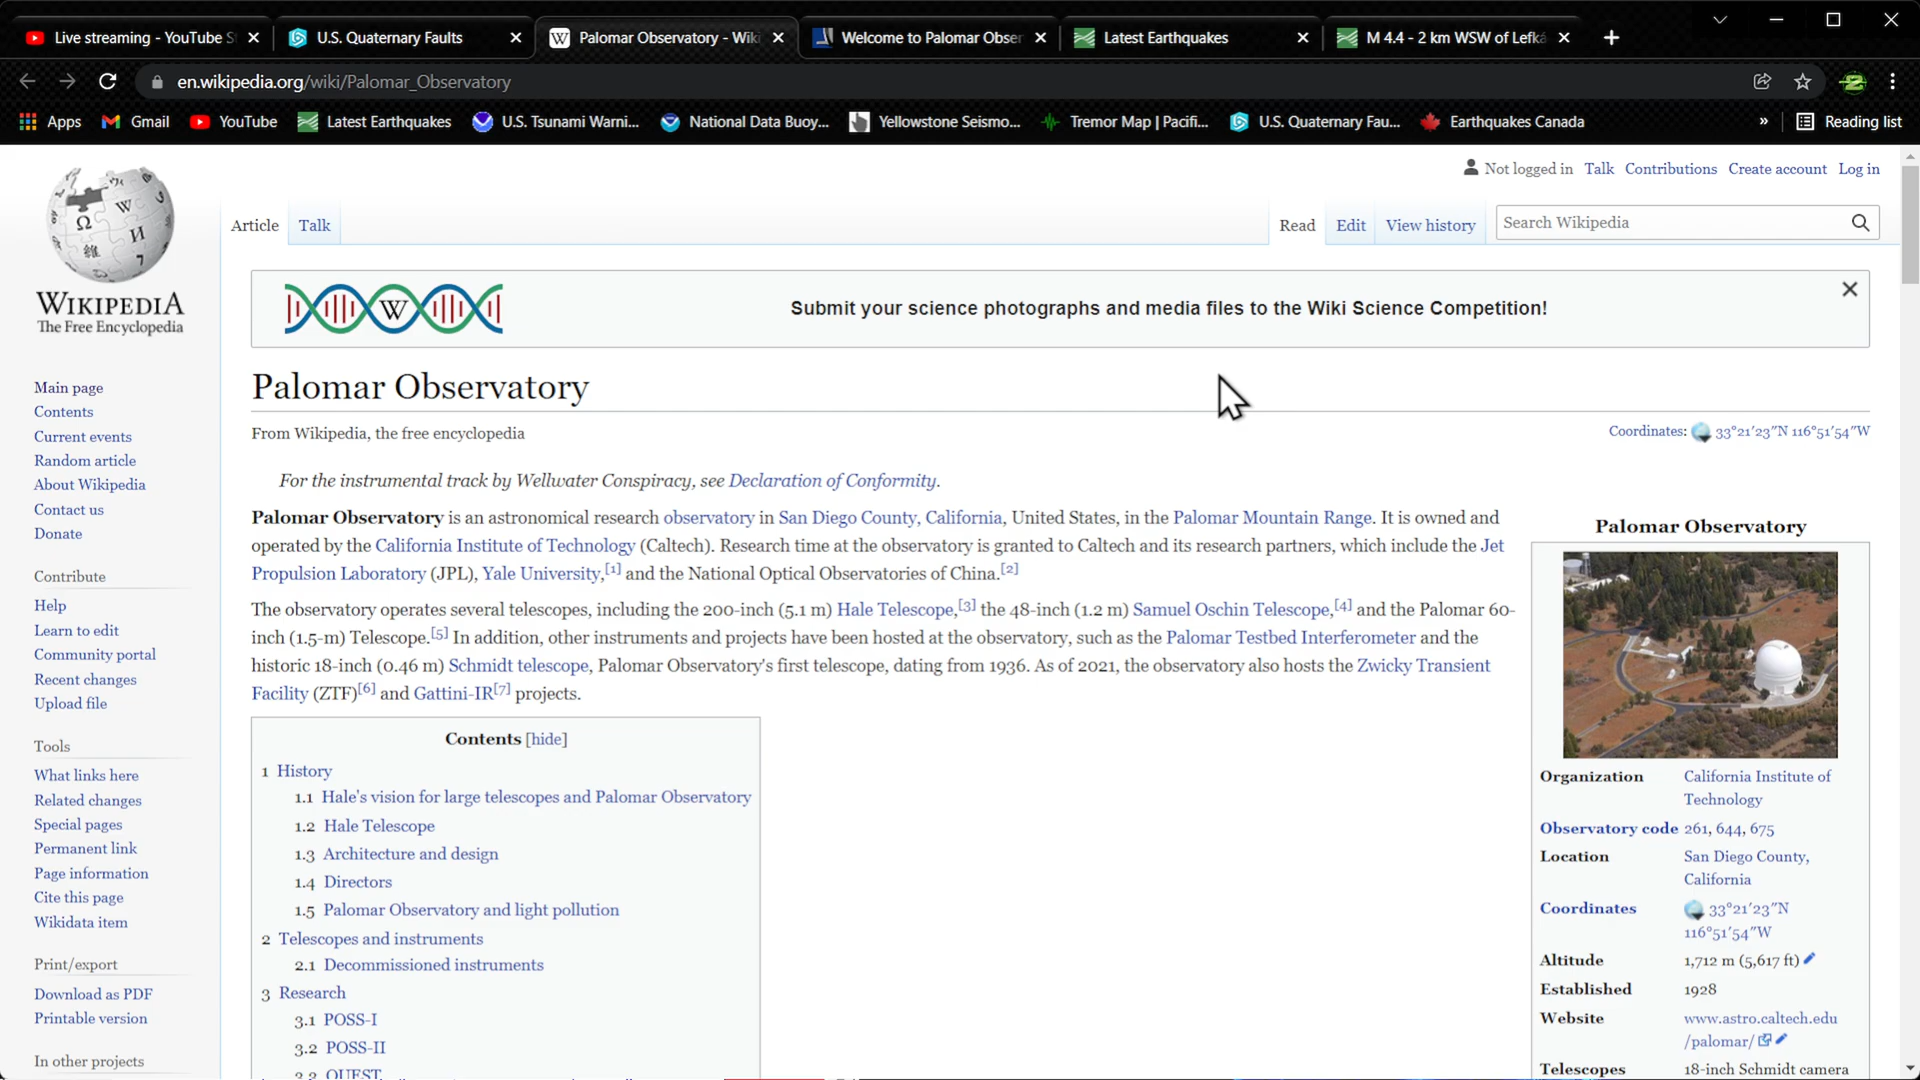 Live streaming - YouTube S
U.S. Quaternary Faults
Palomar Observatory - Wiki
Welcome to Palomar Obser
Latest Earthquakes
M 4.4 - 2 km WSW of Lefká
en.wikipedia.org/wiki/Palomar_Observatory
Apps
Gmail
YouTube
Latest Earthquakes
U.S. Tsunami Warni...
National Data Buoy...
Yellowstone Seismo...
Tremor Map | Pacifi...
U.S. Quaternary Fau...
Earthquakes Canada
»
Reading list
Not logged in Talk Contributions Create account Log in
WIKIPEDIA
The Free Encyclopedia
Article Talk
Read Edit View history
Search Wikipedia
Submit your science photographs and media files to the Wiki Science Competition!
Main page
Contents
Current events
Random article
About Wikipedia
Contact us
Donate
Contribute
Help
Learn to edit
Community portal
Recent changes
Upload file
Tools
What links here
Related changes
Special pages
Permanent link
Page information
Cite this page
Wikidata item
Print/export
Download as PDF
Printable version
In other projects
Palomar Observatory
From Wikipedia, the free encyclopedia
Coordinates: 33°21′23″N 116°51′54″W
For the instrumental track by Wellwater Conspiracy, see Declaration of Conformity.
Palomar Observatory is an astronomical research observatory in San Diego County, California, United States, in the Palomar Mountain Range. It is owned and
operated by the California Institute of Technology (Caltech). Research time at the observatory is granted to Caltech and its research partners, which include the Jet
Propulsion Laboratory (JPL), Yale University,[1] and the National Optical Observatories of China.[2]
The observatory operates several telescopes, including the 200-inch (5.1 m) Hale Telescope,[3] the 48-inch (1.2 m) Samuel Oschin Telescope,[4] and the Palomar 60-
inch (1.5-m) Telescope.[5] In addition, other instruments and projects have been hosted at the observatory, such as the Palomar Testbed Interferometer and the
historic 18-inch (0.46 m) Schmidt telescope, Palomar Observatory's first telescope, dating from 1936. As of 2021, the observatory also hosts the Zwicky Transient
Facility (ZTF)[6] and Gattini-IR[7] projects.
Contents [hide]
1 History
1.1 Hale's vision for large telescopes and Palomar Observatory
1.2 Hale Telescope
1.3 Architecture and design
1.4 Directors
1.5 Palomar Observatory and light pollution
2 Telescopes and instruments
2.1 Decommissioned instruments
3 Research
3.1 POSS-I
3.2 POSS-II
3.3 QUEST
Palomar Observatory
Organization California Institute of
Technology
Observatory code 261, 644, 675
Location San Diego County,
California
Coordinates 33°21′23″N
116°51′54″W
Altitude 1,712 m (5,617 ft)
Established 1928
Website www.astro.caltech.edu
/palomar/
Telescopes 18-inch Schmidt camera